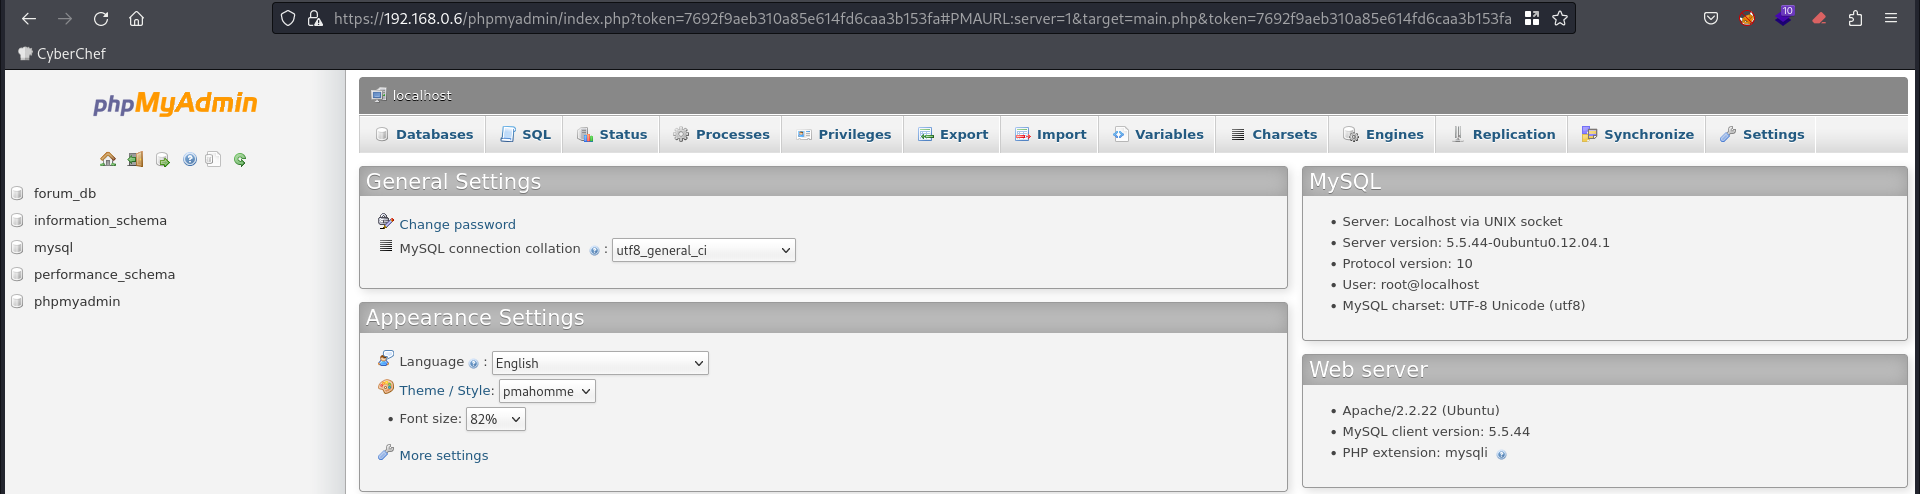 https://192.168.0.6/phpmyadmin/index.php?token=7692f9aeb310a85e614fd6caa3b153fa#PMAURL:server=1&target=main.php&token=7692f9aeb310a85e614fd6caa3b153fa
10
CyberChef
phpMyAdmin
forum_db
information_schema
mysql
performance_schema
phpmyadmin
localhost
Databases SQL Status Processes Privileges Export Import Variables Charsets Engines Replication Synchronize Settings
General Settings
Change password
MySQL connection collation : utf8_general_ci
Appearance Settings
Language : English
Theme / Style: pmahomme
• Font size: 82%
More settings
MySQL
• Server: Localhost via UNIX socket
• Server version: 5.5.44-0ubuntu0.12.04.1
• Protocol version: 10
• User: root@localhost
• MySQL charset: UTF-8 Unicode (utf8)
Web server
• Apache/2.2.22 (Ubuntu)
• MySQL client version: 5.5.44
• PHP extension: mysqli